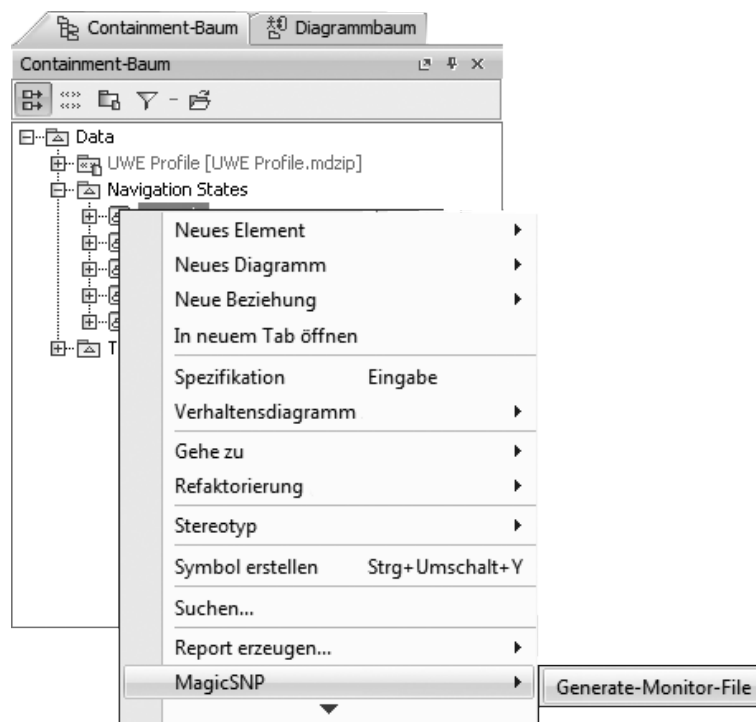 Containment-Baum Diagrammbaum
Containment-Baum
Data
UWE Profile [UWE Profile.mdzip]
Navigation States
T
Neues Element
Neues Diagramm
Neue Beziehung
In neuem Tab öffnen
Spezifikation Eingabe
Verhaltensdiagramm
Gehe zu
Refaktorierung
Stereotyp
Symbol erstellen Strg+Umschalt+Y
Suchen...
Report erzeugen...
MagicSNP
Generate-Monitor-File